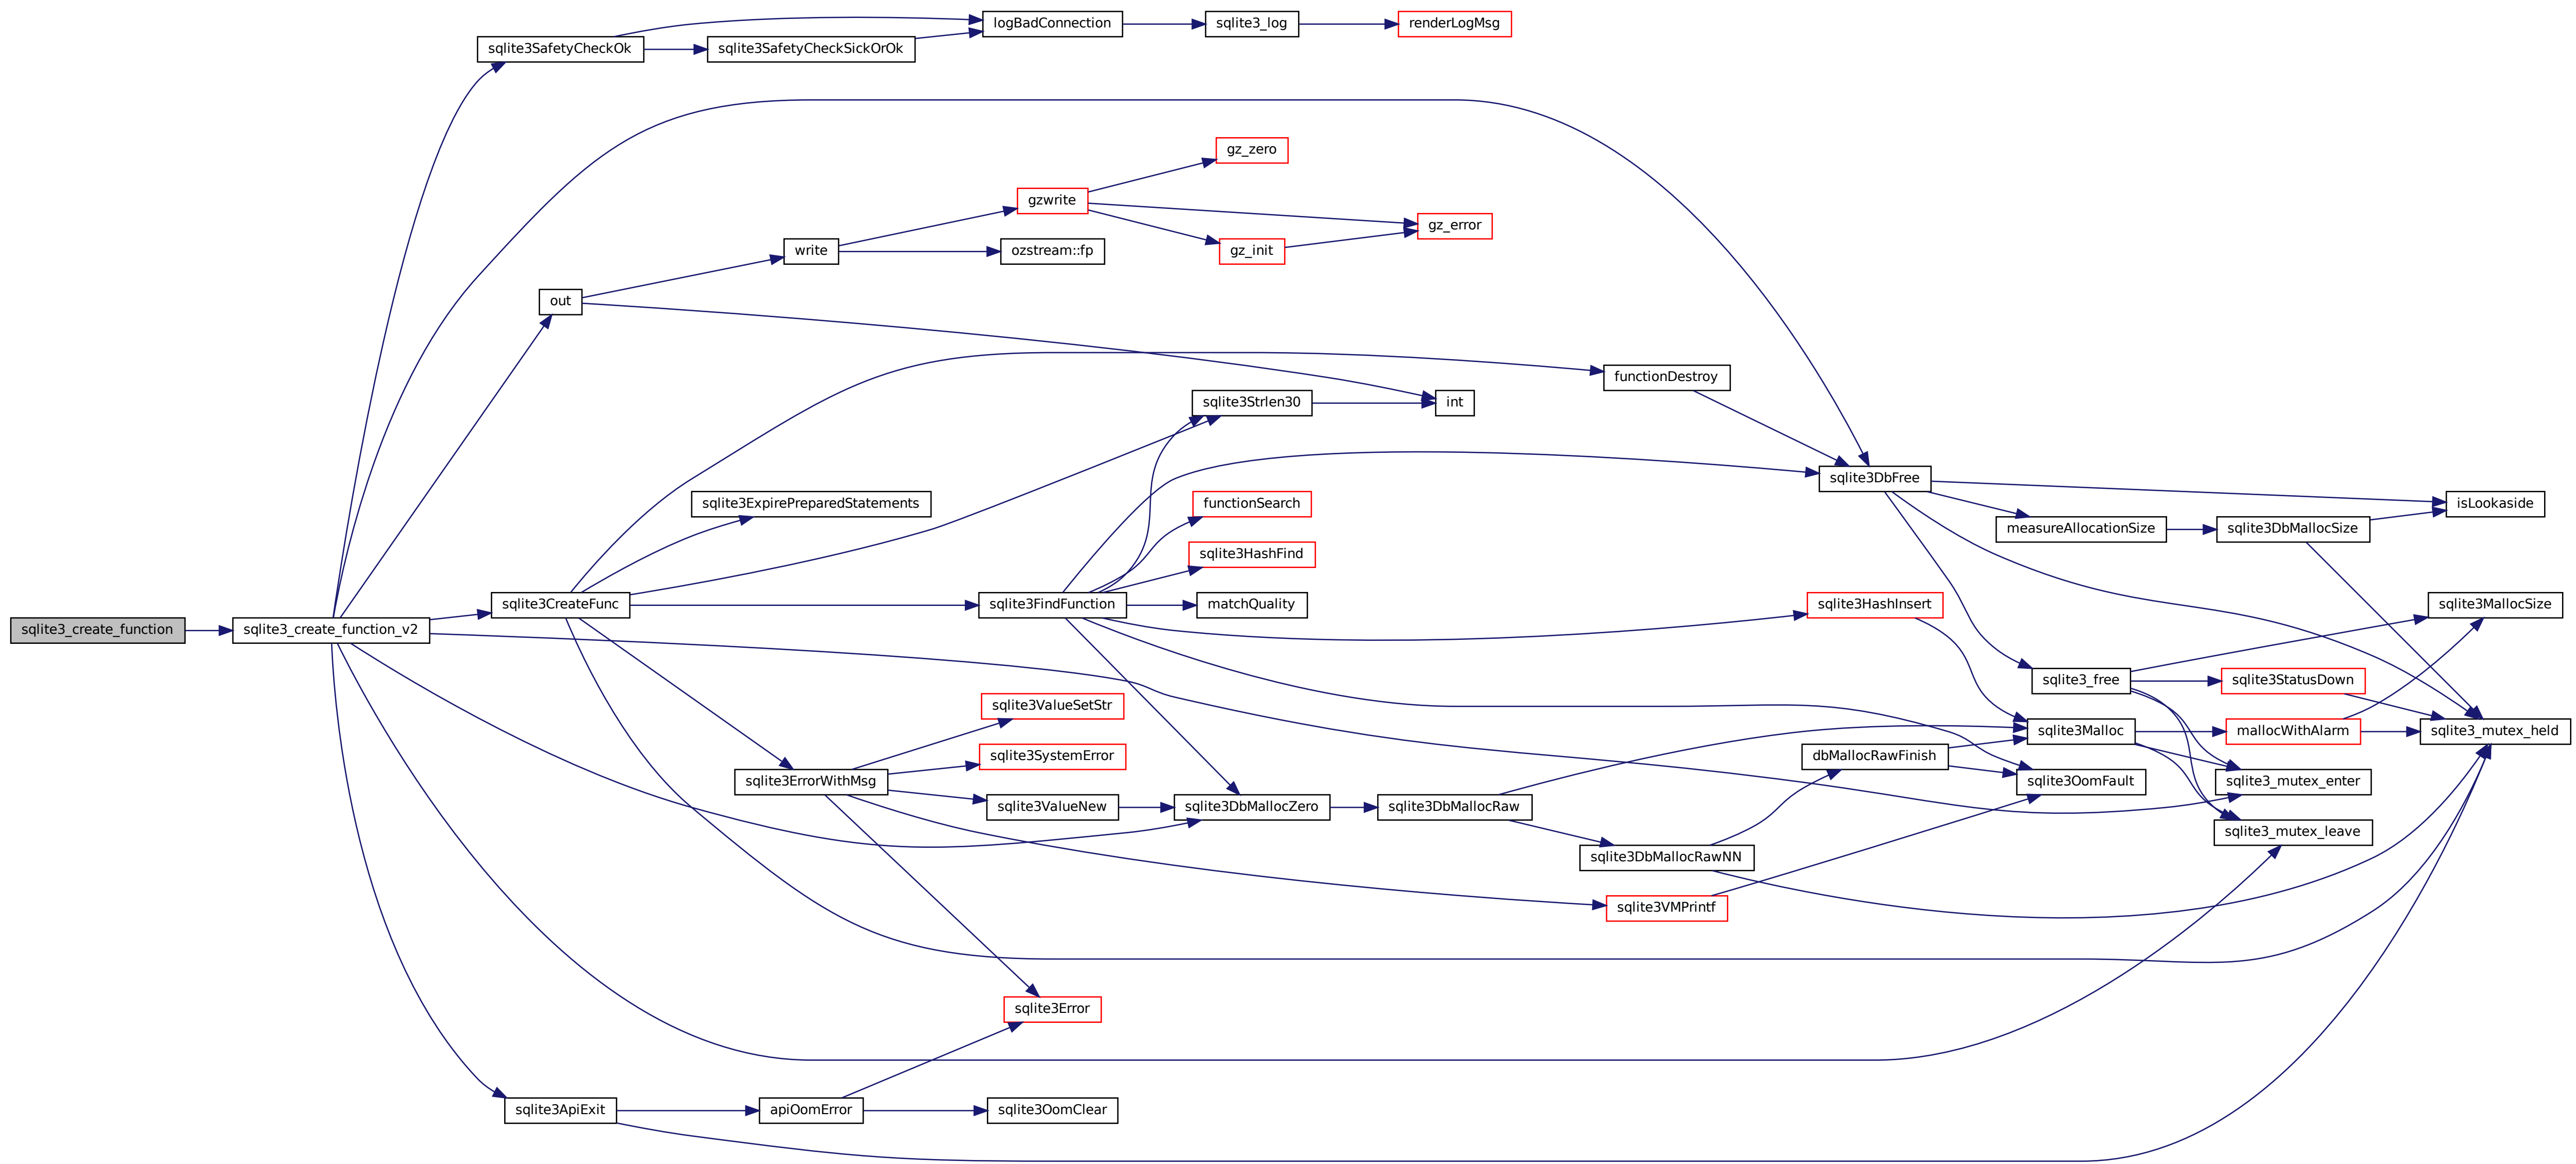 logBadConnection
sqlite3_log
renderLogMsg
sqlite3SafetyCheckOk
sqlite3SafetyCheckSickOrOk
gz_zero
gzwrite
gz_error
write
ozstream::fp
gz_init
out
functionDestroy
sqlite3Strlen30
int
sqlite3DbFree
sqlite3ExpirePreparedStatements
functionSearch
isLookaside
measureAllocationSize
sqlite3DbMallocSize
sqlite3HashFind
sqlite3CreateFunc
sqlite3FindFunction
matchQuality
sqlite3HashInsert
sqlite3MallocSize
sqlite3_create_function
sqlite3_create_function_v2
sqlite3_free
sqlite3StatusDown
sqlite3ValueSetStr
sqlite3Malloc
mallocWithAlarm
sqlite3_mutex_held
sqlite3SystemError
dbMallocRawFinish
sqlite3ErrorWithMsg
sqlite3OomFault
sqlite3_mutex_enter
sqlite3ValueNew
sqlite3DbMallocZero
sqlite3DbMallocRaw
sqlite3_mutex_leave
sqlite3DbMallocRawNN
sqlite3VMPrintf
sqlite3Error
sqlite3ApiExit
apiOomError
sqlite3OomClear